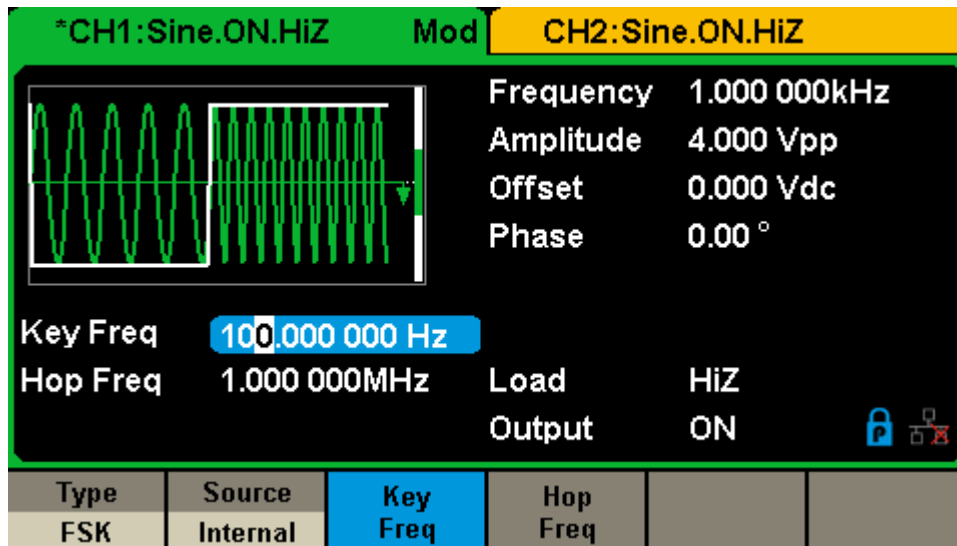 *CH1:Sine.ON.HiZ Mod CH2:Sine.ON.HiZ
Frequency 1.000 000kHz
Amplitude 4.000 Vpp
Offset 0.000 Vdc
Phase 0.00 °
Key Freq 100.000 000 Hz
Hop Freq 1.000 000MHz Load HiZ
Output ON P
Type Source Key Hop
FSK Internal Freq Freq